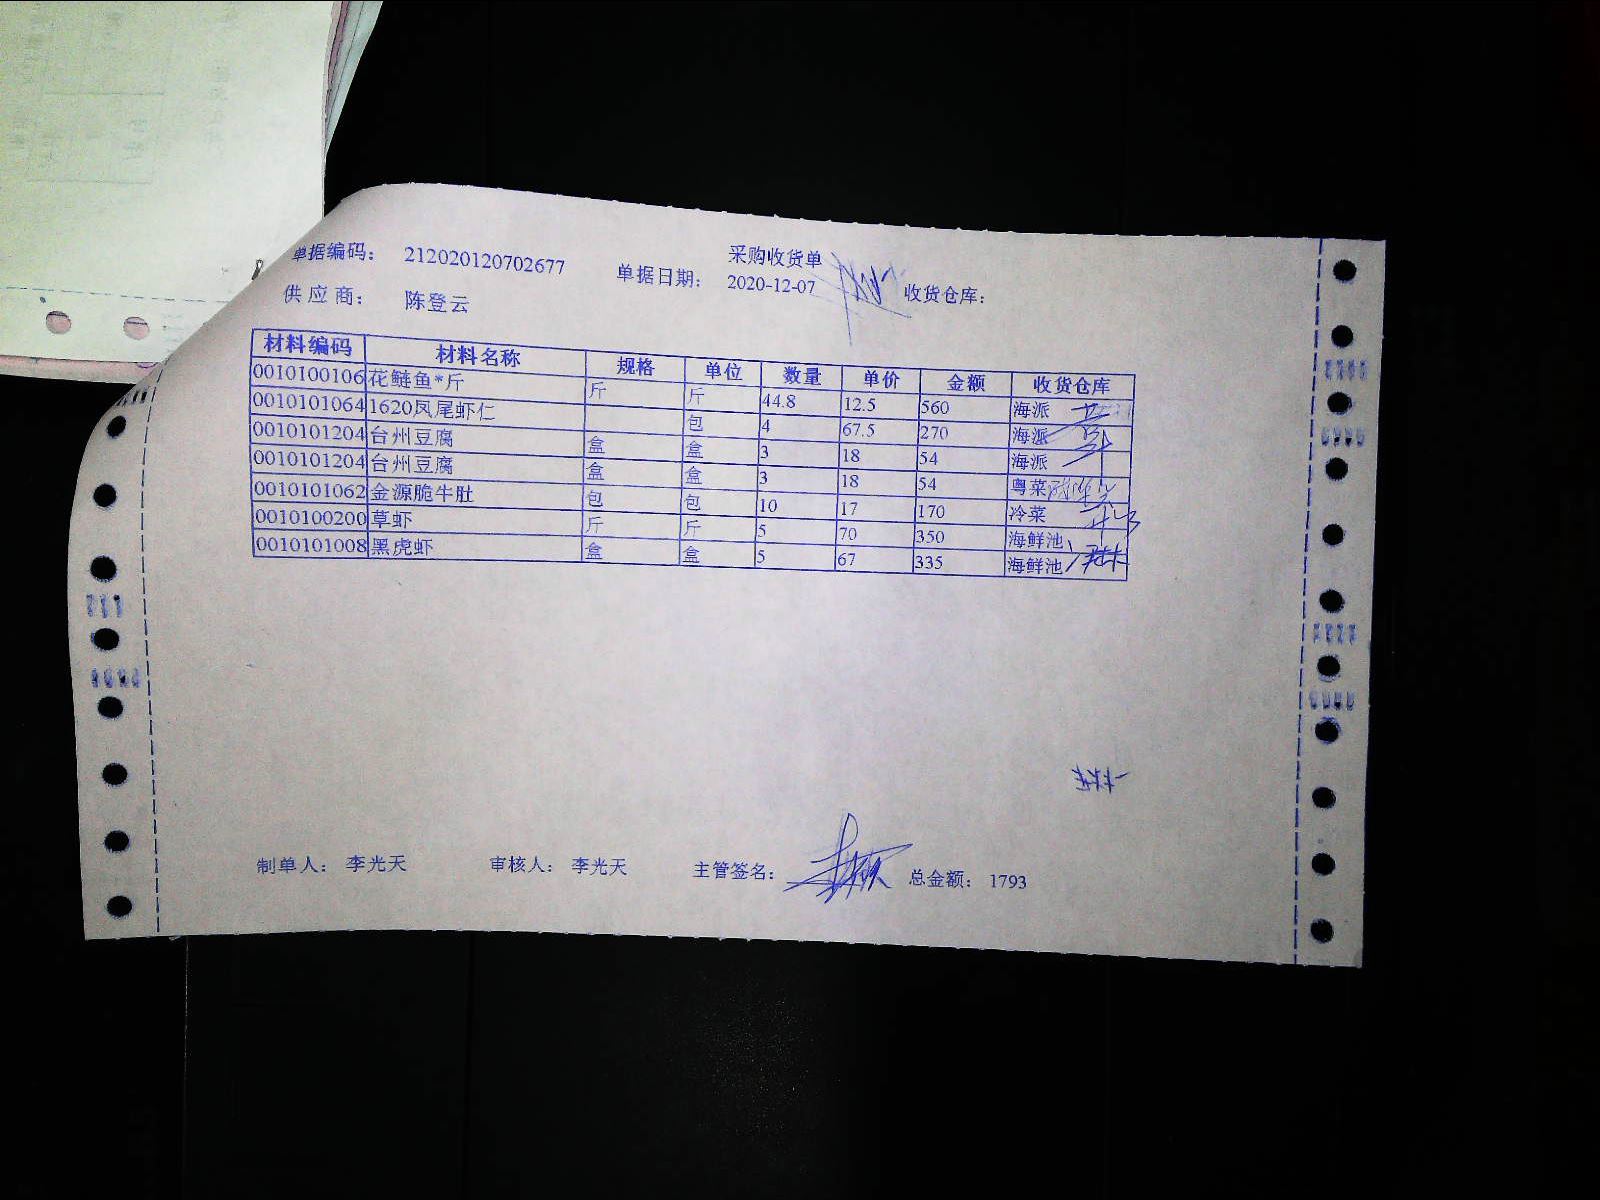 采购收货单
单据编码： 212020120702677 单据日期： 2020-12-07 收货仓库：
供应商： 陈登云
材料编码 材料名称 规格 单位 数量 单价 金额 收货仓库
0010100106 花鲢鱼*斤 斤 斤 44.8 12.5 560 海派
0010101064 1620凤尾虾仁 包 4 67.5 270 海派
0010101204 台州豆腐 盒 盒 3 18 54 海派
0010101204 台州豆腐 盒 盒 3 18 54 粤菜
0010101062 金源脆牛肚 包 包 10 17 170 冷菜
0010100200 草虾 斤 斤 5 70 350 海鲜池
0010101008 黑虎虾 盒 盒 5 67 335 海鲜池
制单人： 李光天 审核人： 李光天 主管签名： 总金额： 1793